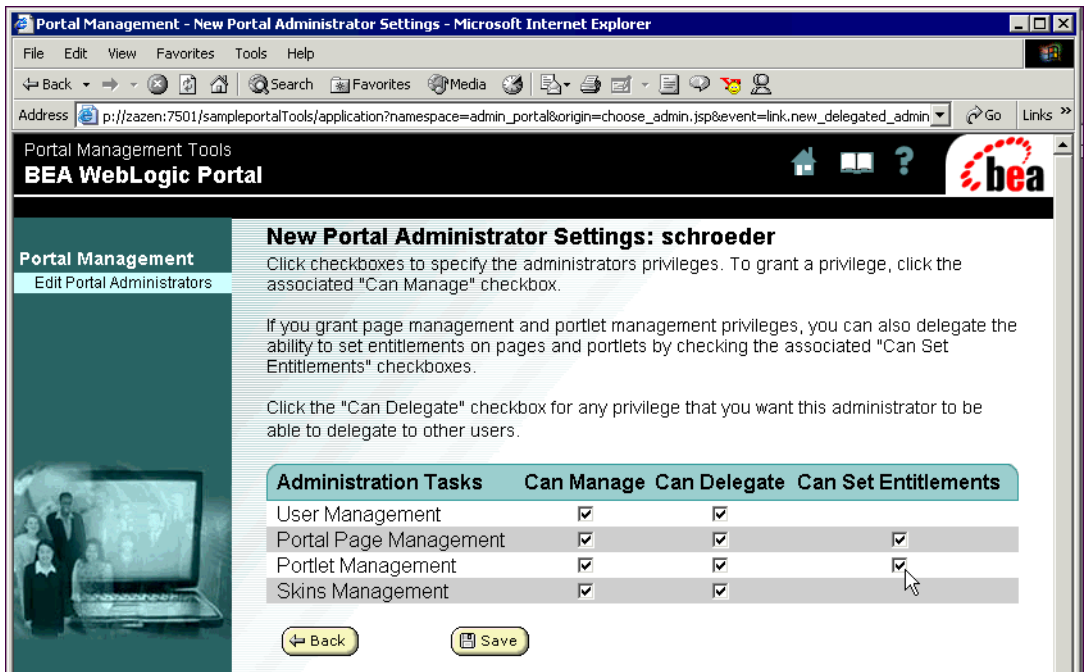 Portal Management - New Portal Administrator Settings - Microsoft Internet Explorer
File Edit View Favorites Tools Help
Back Search Favorites Media
Address p://zazen:7501/sampleportalTools/application?namespace=admin_portal&origin=choose_admin.jsp&event=link.new_delegated_admin Go Links »
Portal Management Tools
BEA WebLogic Portal
? bea
Portal Management
Edit Portal Administrators
New Portal Administrator Settings: schroeder
Click checkboxes to specify the administrators privileges. To grant a privilege, click the
associated "Can Manage" checkbox.
If you grant page management and portlet management privileges, you can also delegate the
ability to set entitlements on pages and portlets by checking the associated "Can Set
Entitlements" checkboxes.
Click the "Can Delegate" checkbox for any privilege that you want this administrator to be
able to delegate to other users.
Administration Tasks Can Manage Can Delegate Can Set Entitlements
User Management
Portal Page Management
Portlet Management
Skins Management
Back Save